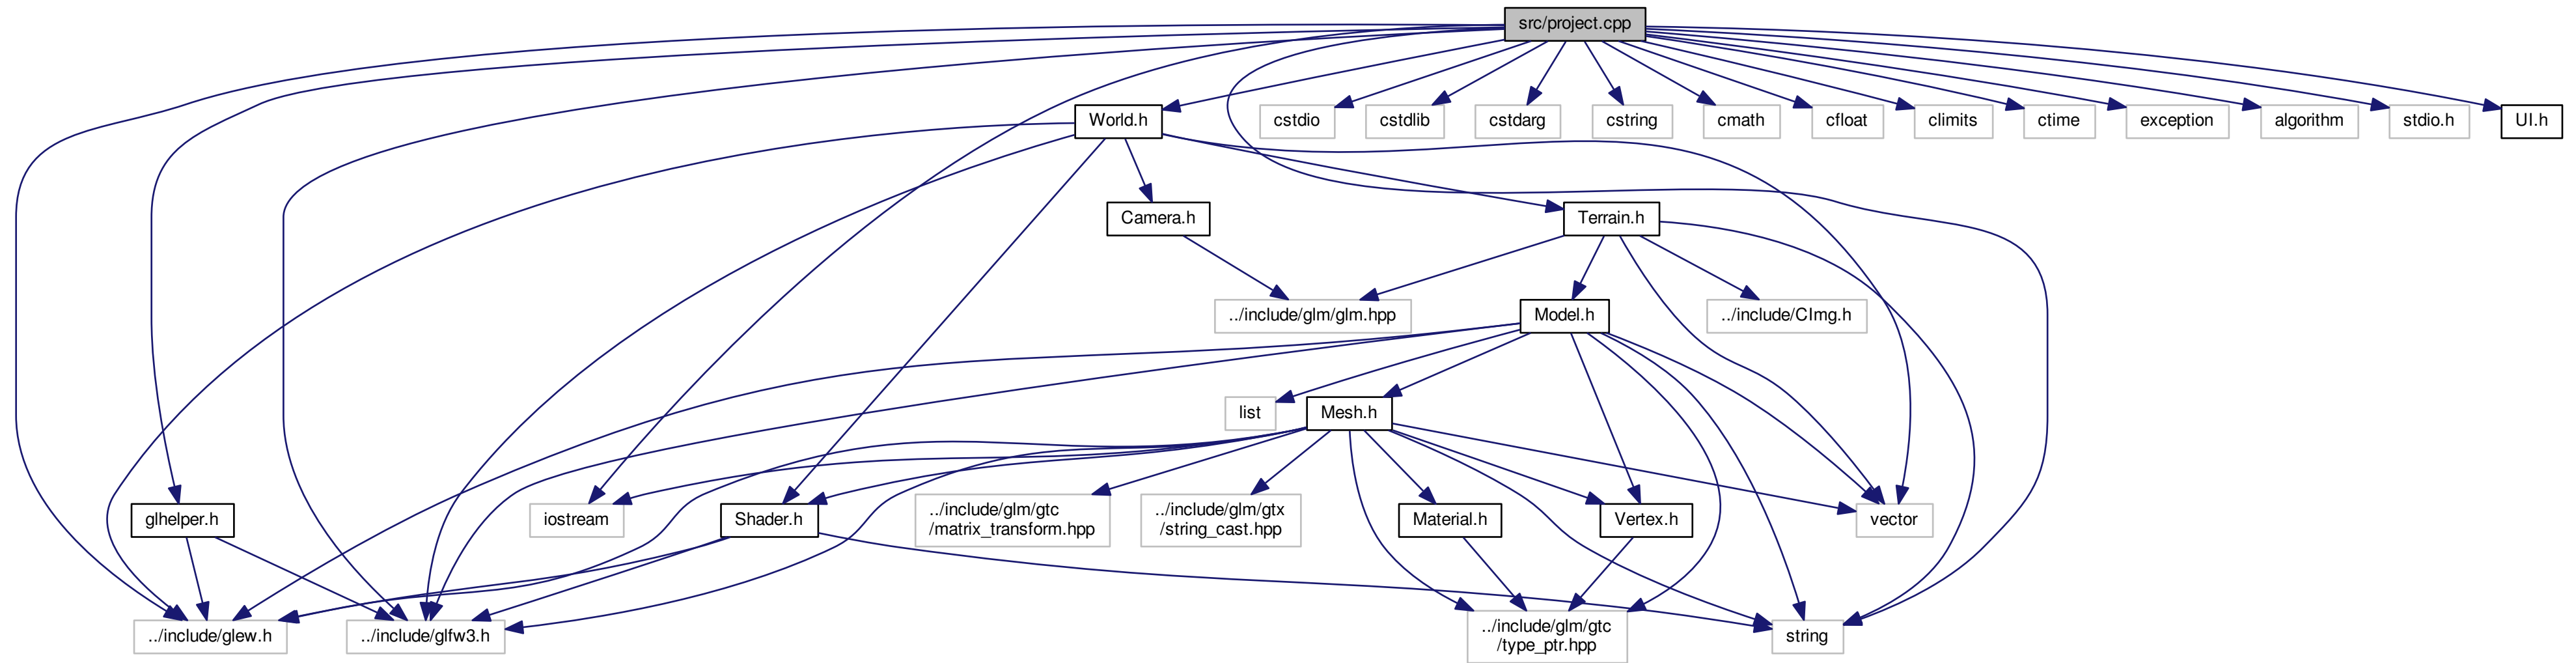 src/project.cpp
World.h
cstdio
cstdlib
cstdarg
cstring
cmath
cfloat
climits
ctime
exception
algorithm
stdio.h
UI.h
Camera.h
Terrain.h
../include/glm/glm.hpp
Model.h
../include/CImg.h
list
Mesh.h
glhelper.h
iostream
Shader.h
../include/glm/gtc
/matrix_transform.hpp
../include/glm/gtx
/string_cast.hpp
Material.h
Vertex.h
vector
../include/glew.h
../include/glfw3.h
../include/glm/gtc
/type_ptr.hpp
string